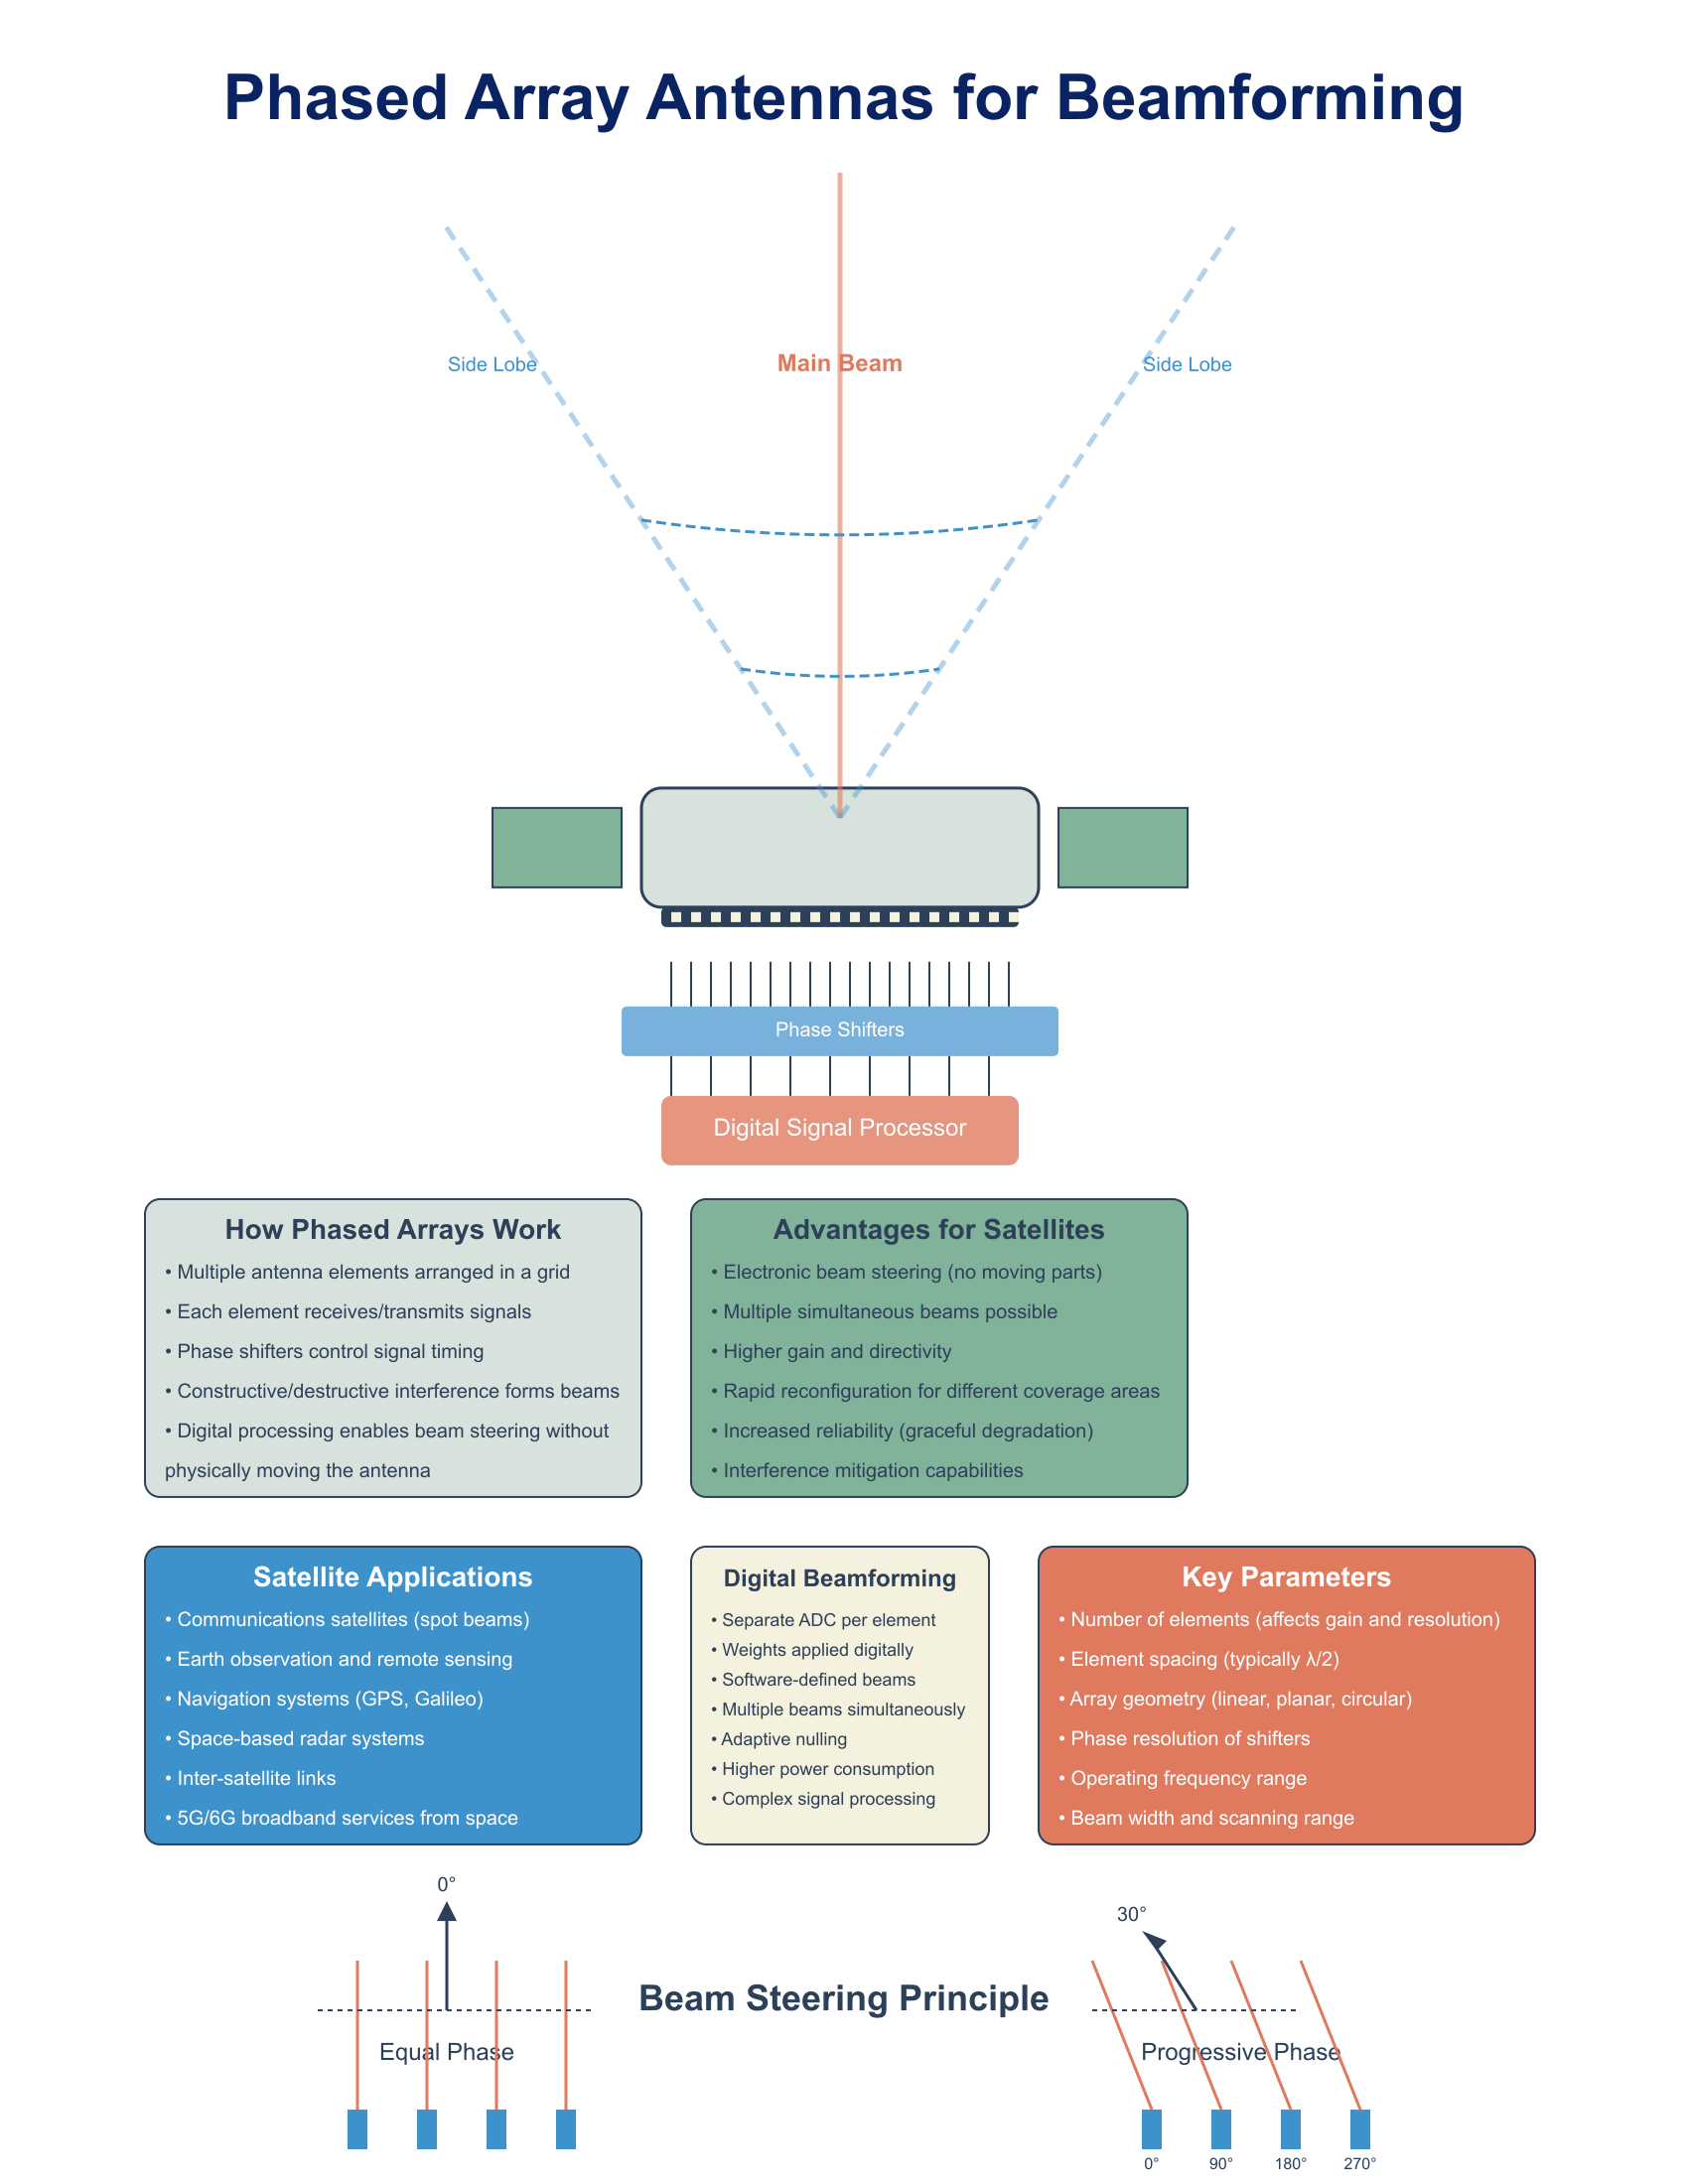 Phased Array Antennas for Beamforming
Side Lobe
Main Beam
Side Lobe
Phase Shifters
Digital Signal Processor
How Phased Arrays Work
• Multiple antenna elements arranged in a grid
• Each element receives/transmits signals
• Phase shifters control signal timing
• Constructive/destructive interference forms beams
• Digital processing enables beam steering without
physically moving the antenna
Advantages for Satellites
• Electronic beam steering (no moving parts)
• Multiple simultaneous beams possible
• Higher gain and directivity
• Rapid reconfiguration for different coverage areas
• Increased reliability (graceful degradation)
• Interference mitigation capabilities
Satellite Applications
• Communications satellites (spot beams)
• Earth observation and remote sensing
• Navigation systems (GPS, Galileo)
• Space-based radar systems
• Inter-satellite links
• 5G/6G broadband services from space
Digital Beamforming
• Separate ADC per element
• Weights applied digitally
• Software-defined beams
• Multiple beams simultaneously
• Adaptive nulling
• Higher power consumption
• Complex signal processing
Key Parameters
• Number of elements (affects gain and resolution)
• Element spacing (typically λ/2)
• Array geometry (linear, planar, circular)
• Phase resolution of shifters
• Operating frequency range
• Beam width and scanning range
0°
Equal Phase
Beam Steering Principle
30°
Progressive Phase
0°
90°
180°
270°